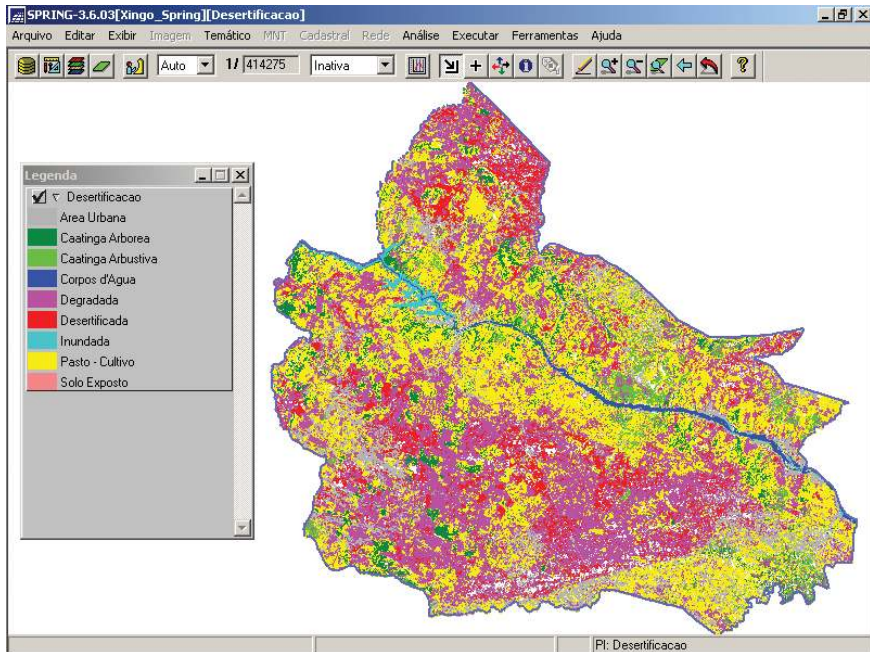 SPRING-3.6.03[Xingo_Spring][Desertificacao]
Arquivo Editar Exibir Imagem Temático MNT Cadastral Rede Análise Executar Ferramentas Ajuda
Auto 1/ 414275 Inativa
Legenda
Desertificacao
Area Urbana
Caatinga Arborea
Caatinga Arbustiva
Corpos d'Agua
Degradada
Desertificada
Inundada
Pasto - Cultivo
Solo Exposto
PI: Desertificacao